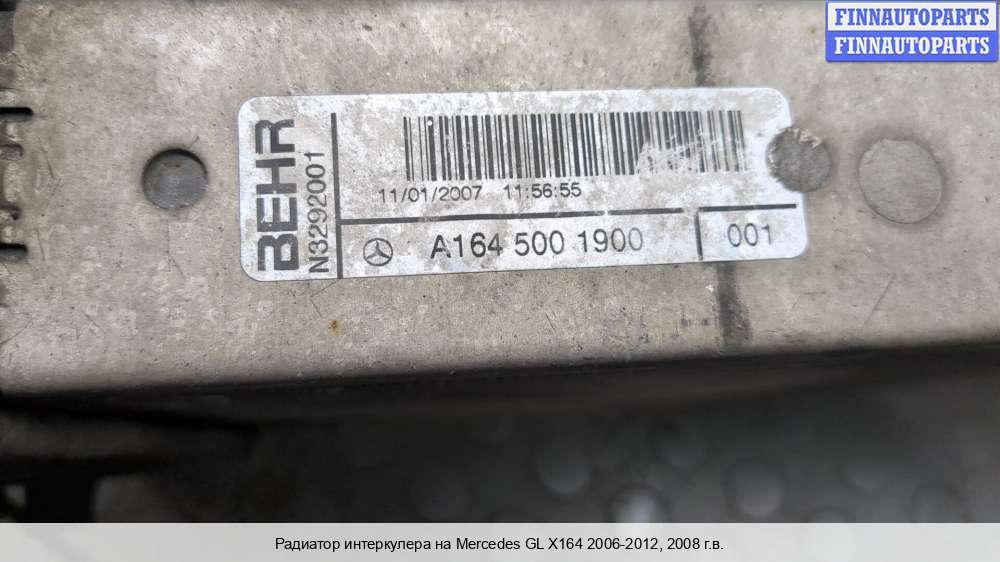 FINNAUTOPARTS
FINNAUTOPARTS
BEHR
N3292001
11/01/2007 11:56:55
A164 500 1900
001
Радиатор интеркулера на Mercedes GL X164 2006-2012, 2008 г.в.